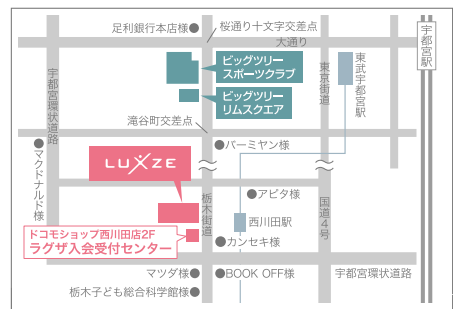 足利銀行本店様
桜通り十文字交差点
大通り
宇都宮駅
ビッグツリー
スポーツクラブ
東武宇都宮駅
宇都宮環状道路
東京街道
ビッグツリー
リムスクエア
滝谷町交差点
バーミヤン様
マクドナルド様
LUXZE
アピタ様
栃木街道
国道4号
西川田駅
ドコモショップ西川田店2F
ラグザ入会受付センター
カンセキ様
マツダ様
BOOK OFF様
宇都宮環状道路
栃木子ども総合科学館様